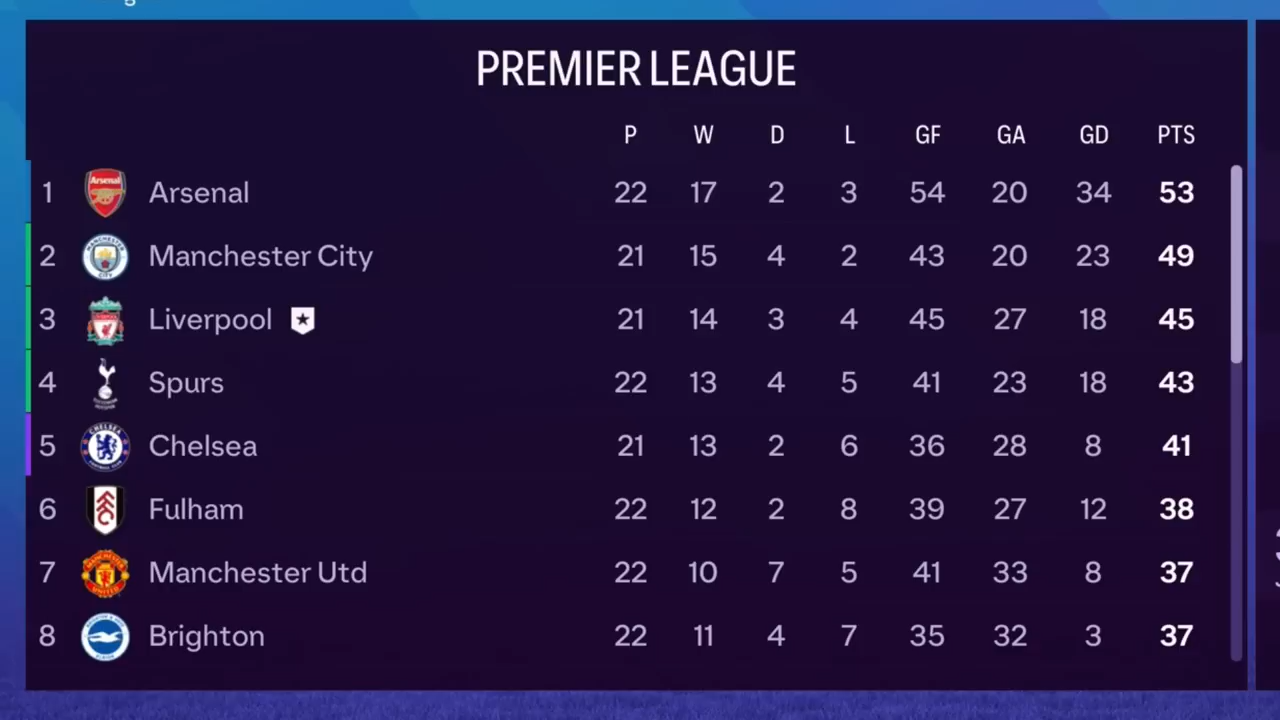 PREMIER LEAGUE
P W D L GF GA GD PTS
1 Arsenal 22 17 2 3 54 20 34 53
2 Manchester City 21 15 4 2 43 20 23 49
3 Liverpool 21 14 3 4 45 27 18 45
4 Spurs 22 13 4 5 41 23 18 43
5 Chelsea 21 13 2 6 36 28 8 41
6 Fulham 22 12 2 8 39 27 12 38
7 Manchester Utd 22 10 7 5 41 33 8 37
8 Brighton 22 11 4 7 35 32 3 37